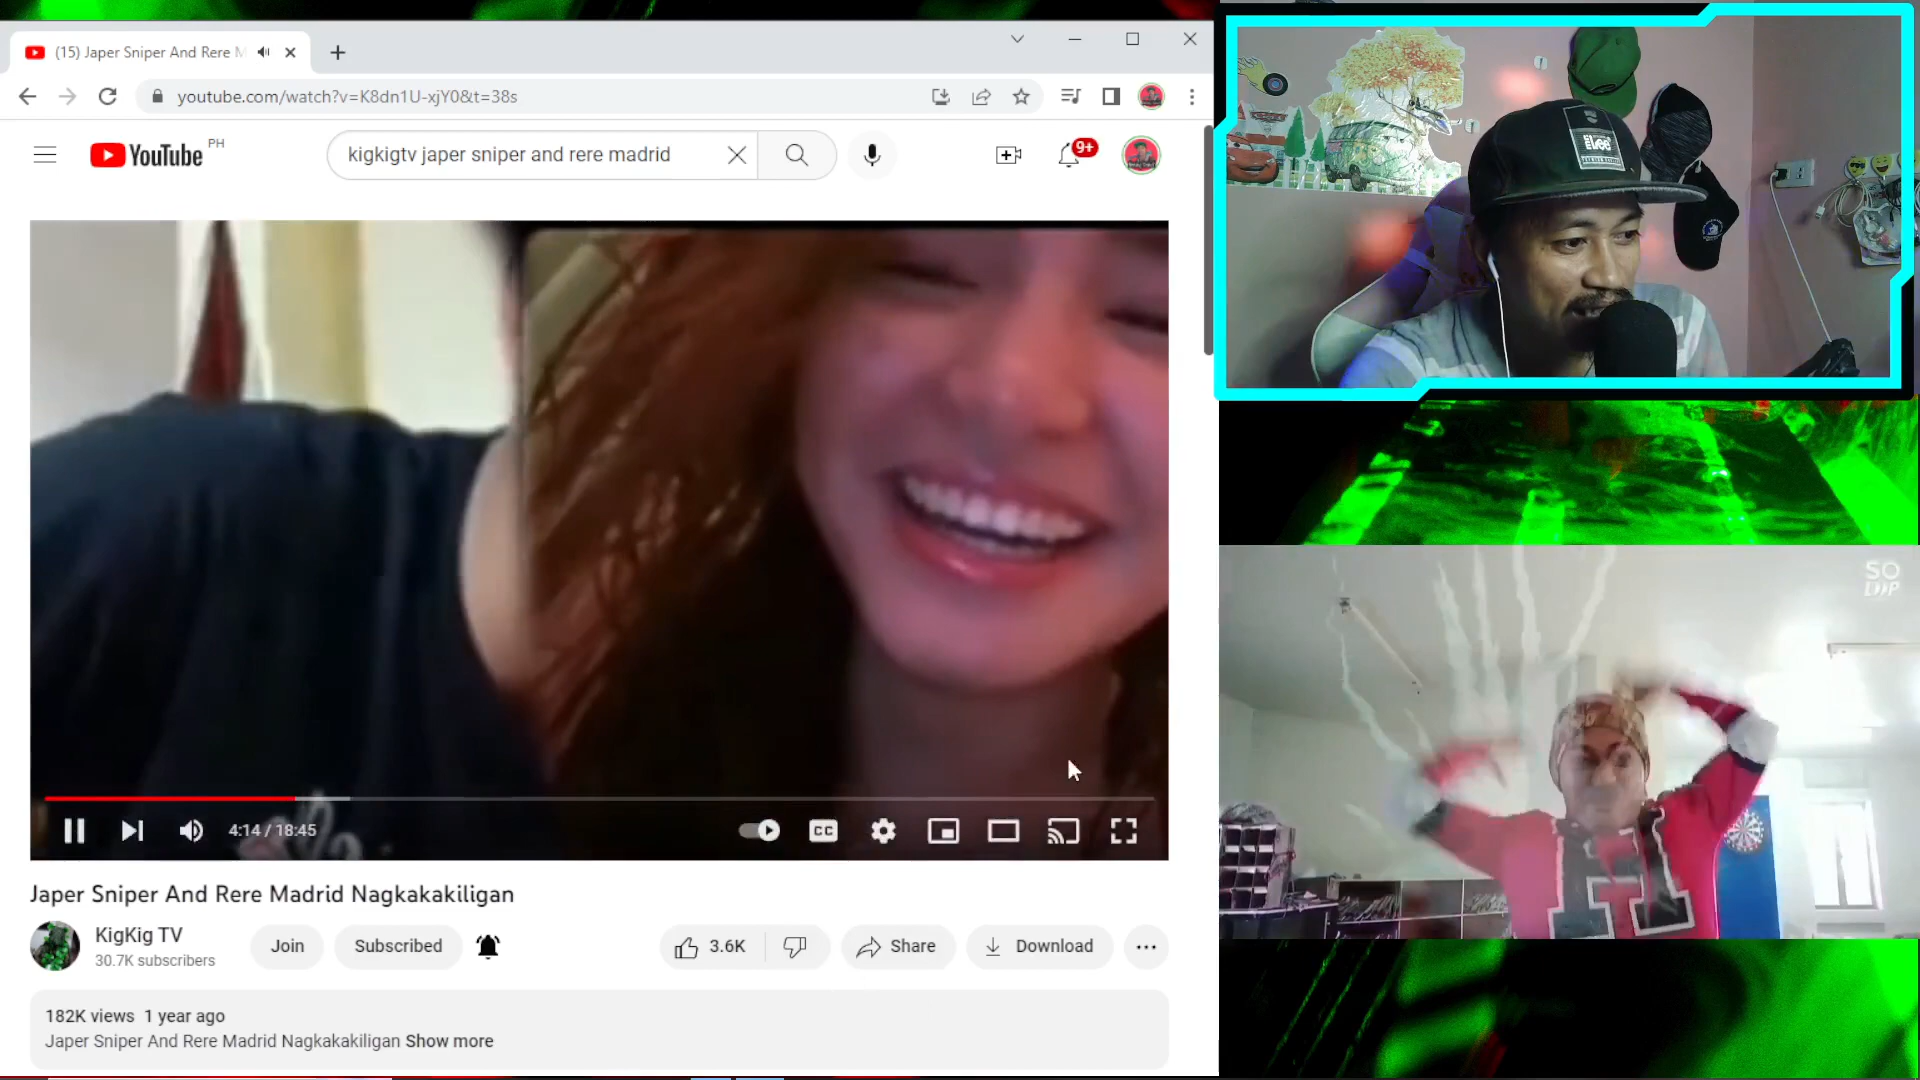 (15) Japer Sniper And Rere M
youtube.com/watch?v=K8dn1U-xjY0&t=38s
YouTube PH
kigkigtv japer sniper and rere madrid
9+
4:14 / 18:45
CC
Japer Sniper And Rere Madrid Nagkakakiligan
KigKig TV
30.7K subscribers
Join
Subscribed
3.6K
Share
Download
182K views 1 year ago
Japer Sniper And Rere Madrid Nagkakakiligan Show more
H